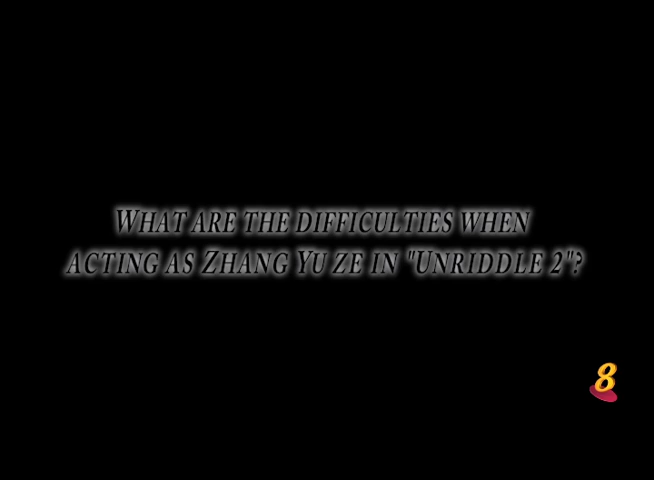 WHAT ARE THE DIFFICULTIES WHEN
ACTING AS ZHANG YU ZE IN "UNRIDDLE 2"?
8